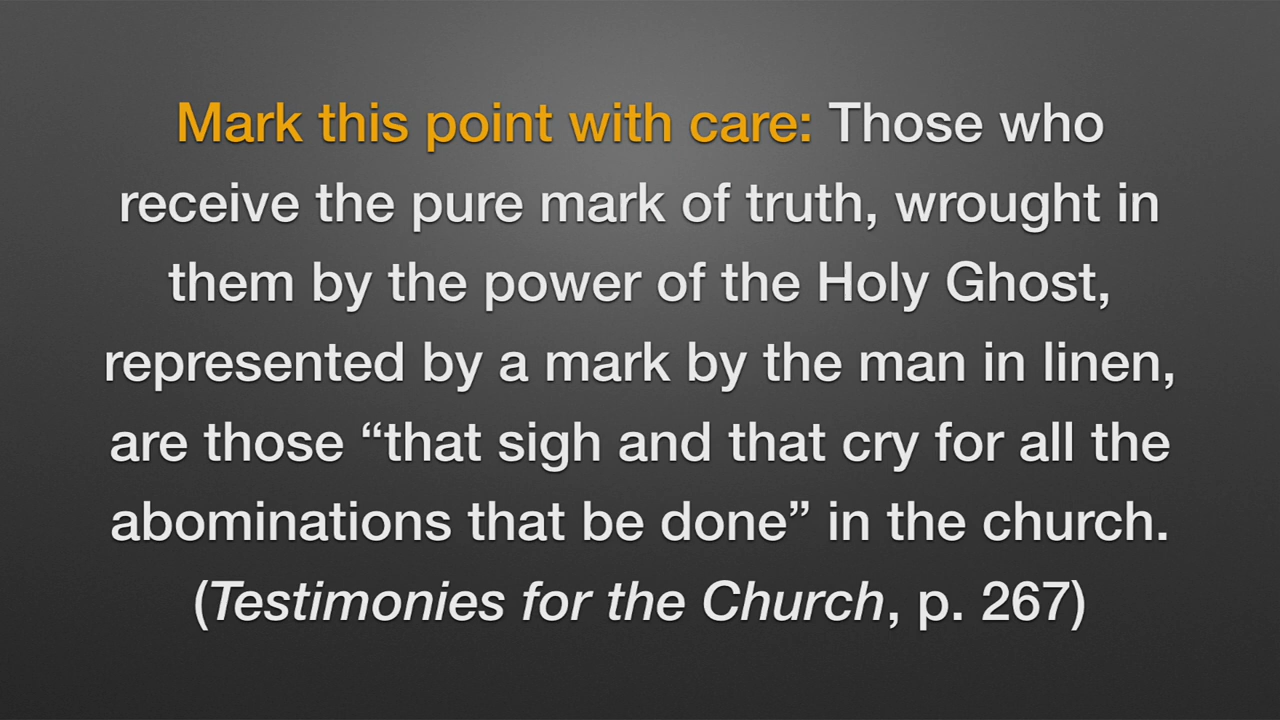 Mark this point with care: Those who
receive the pure mark of truth, wrought in
them by the power of the Holy Ghost,
represented by a mark by the man in linen,
are those “that sigh and that cry for all the
abominations that be done” in the church.
(Testimonies for the Church, p. 267)